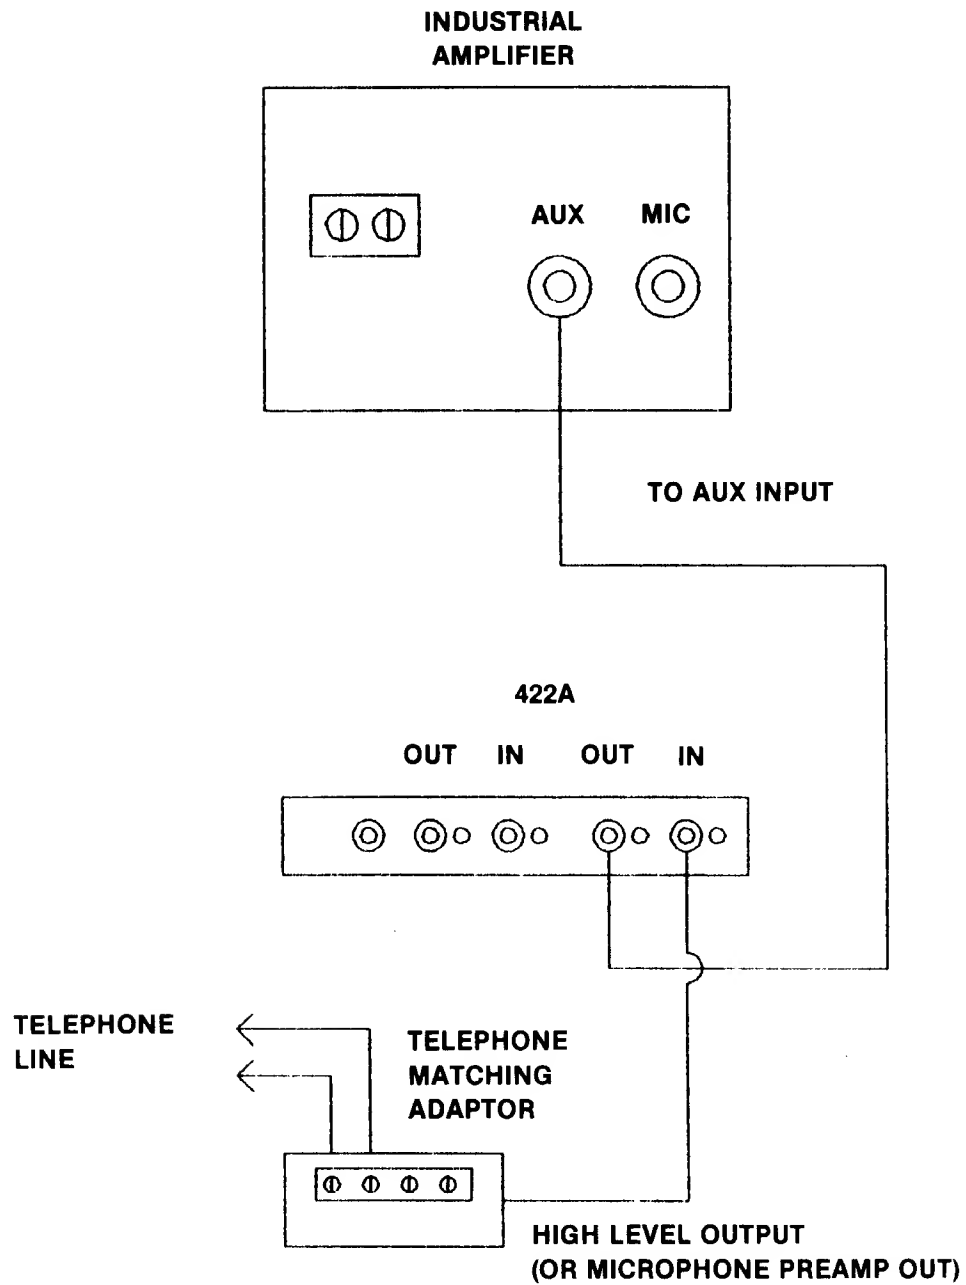 INDUSTRIAL
AMPLIFIER
AUX MIC
TO AUX INPUT
422A
OUT IN OUT IN
TELEPHONE
LINE
TELEPHONE
MATCHING
ADAPTOR
HIGH LEVEL OUTPUT
(OR MICROPHONE PREAMP OUT)